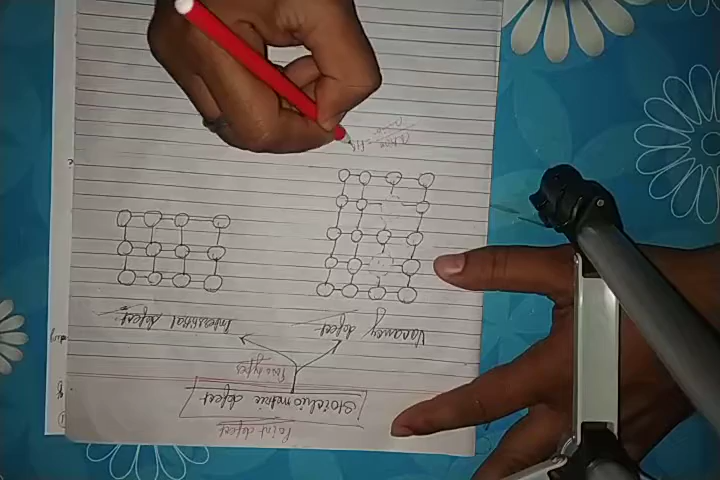 Point defect
Stoichiometric defect
Two types
Vacancy defect
Interstitial defect